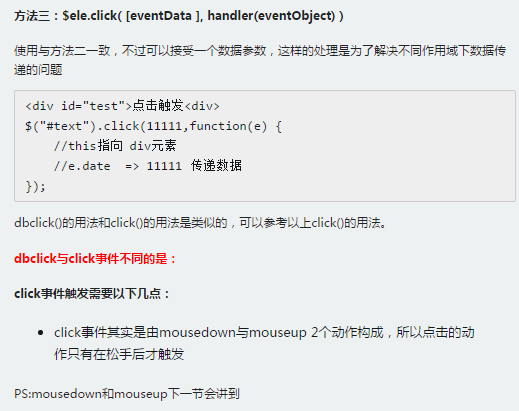 方法三：$ele.click( [eventData ], handler(eventObject) )
使用与方法二一致，不过可以接受一个数据参数，这样的处理是为了解决不同作用域下数据传
递的问题
<div id="test">点击触发<div>
$("#text").click(11111,function(e) {
    //this指向 div元素
    //e.date  => 11111 传递数据
});
dbclick()的用法和click()的用法是类似的，可以参考以上click()的用法。
dbclick与click事件不同的是：
click事件触发需要以下几点：
• click事件其实是由mousedown与mouseup 2个动作构成，所以点击的动
作只有在松手后才触发
PS:mousedown和mouseup下一节会讲到